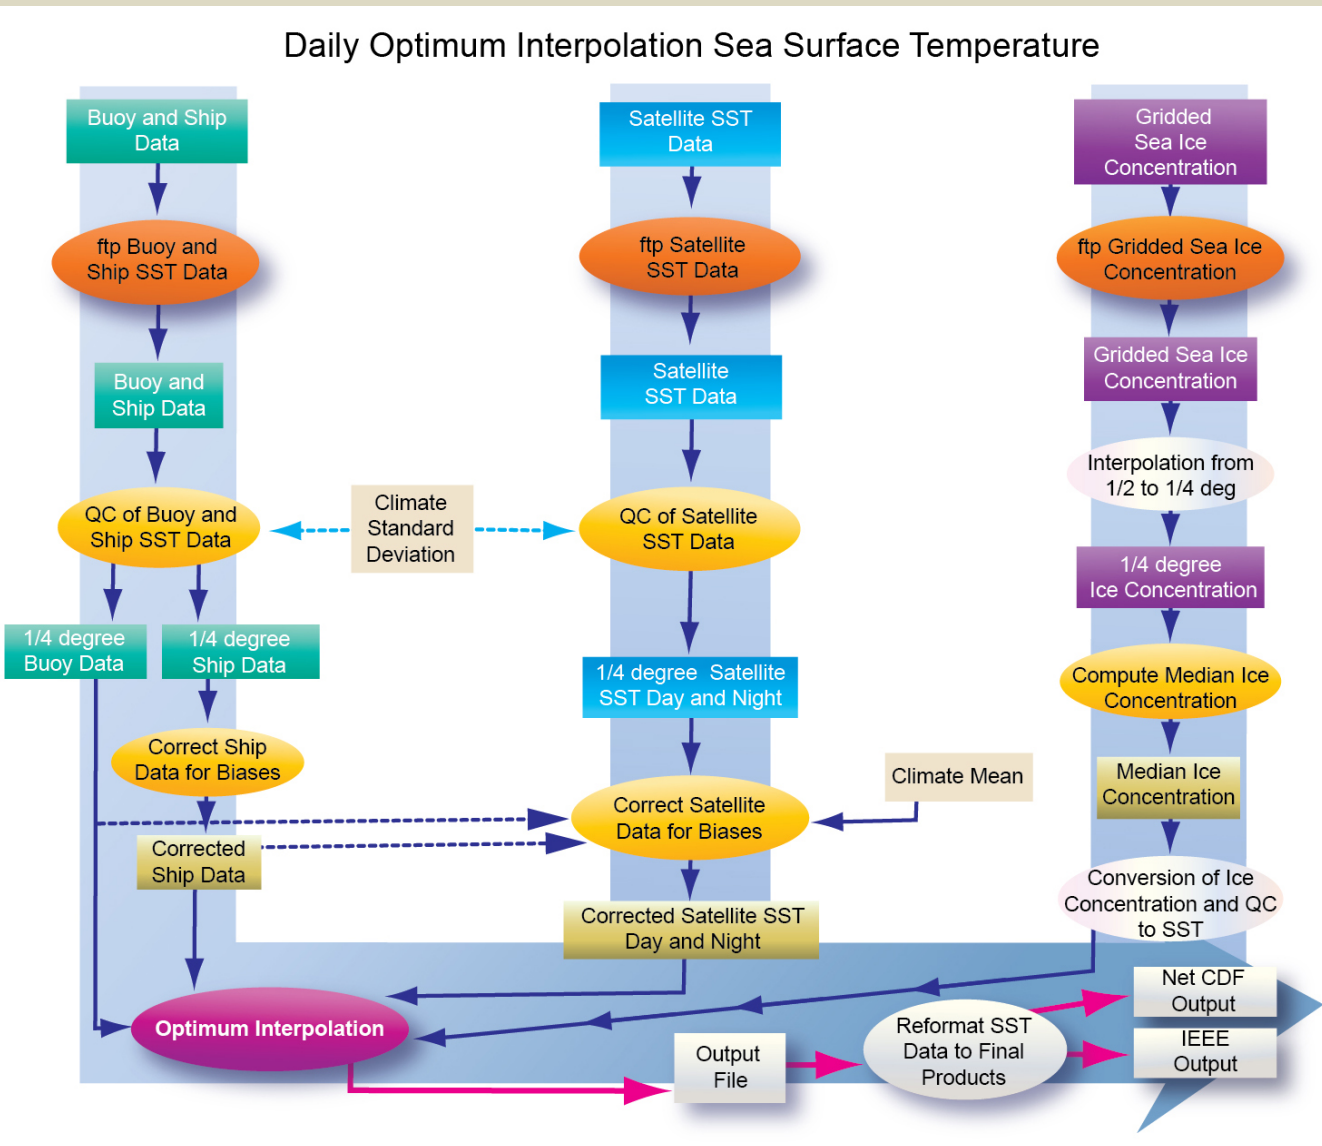 Daily Optimum Interpolation Sea Surface Temperature
Buoy and Ship
Data
ftp Buoy and
Ship SST Data
Buoy and
Ship Data
QC of Buoy and
Ship SST Data
1/4 degree
Buoy Data
1/4 degree
Ship Data
Correct Ship
Data for Biases
Corrected
Ship Data
Optimum Interpolation
Climate
Standard
Deviation
Satellite SST
Data
ftp Satellite
SST Data
Satellite
SST Data
QC of Satellite
SST Data
1/4 degree Satellite
SST Day and Night
Correct Satellite
Data for Biases
Climate Mean
Corrected Satellite SST
Day and Night
Gridded
Sea Ice
Concentration
ftp Gridded Sea Ice
Concentration
Gridded Sea Ice
Concentration
Interpolation from
1/2 to 1/4 deg
1/4 degree
Ice Concentration
Compute Median Ice
Concentration
Median Ice
Concentration
Conversion of Ice
Concentration and QC
to SST
Output
File
Reformat SST
Data to Final
Products
Net CDF
Output
IEEE
Output